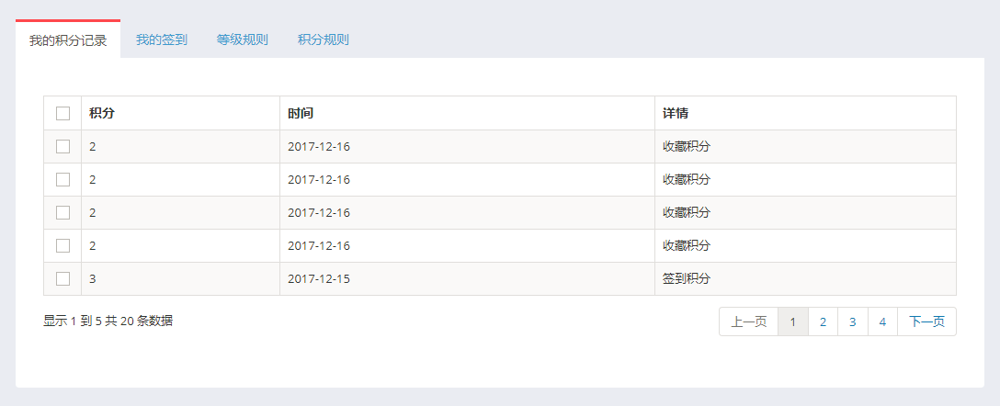 我的积分记录 我的签到 等级规则 积分规则
积分 时间 详情
2 2017-12-16 收藏积分
2 2017-12-16 收藏积分
2 2017-12-16 收藏积分
2 2017-12-16 收藏积分
3 2017-12-15 签到积分
显示 1 到 5 共 20 条数据 上一页 1 2 3 4 下一页